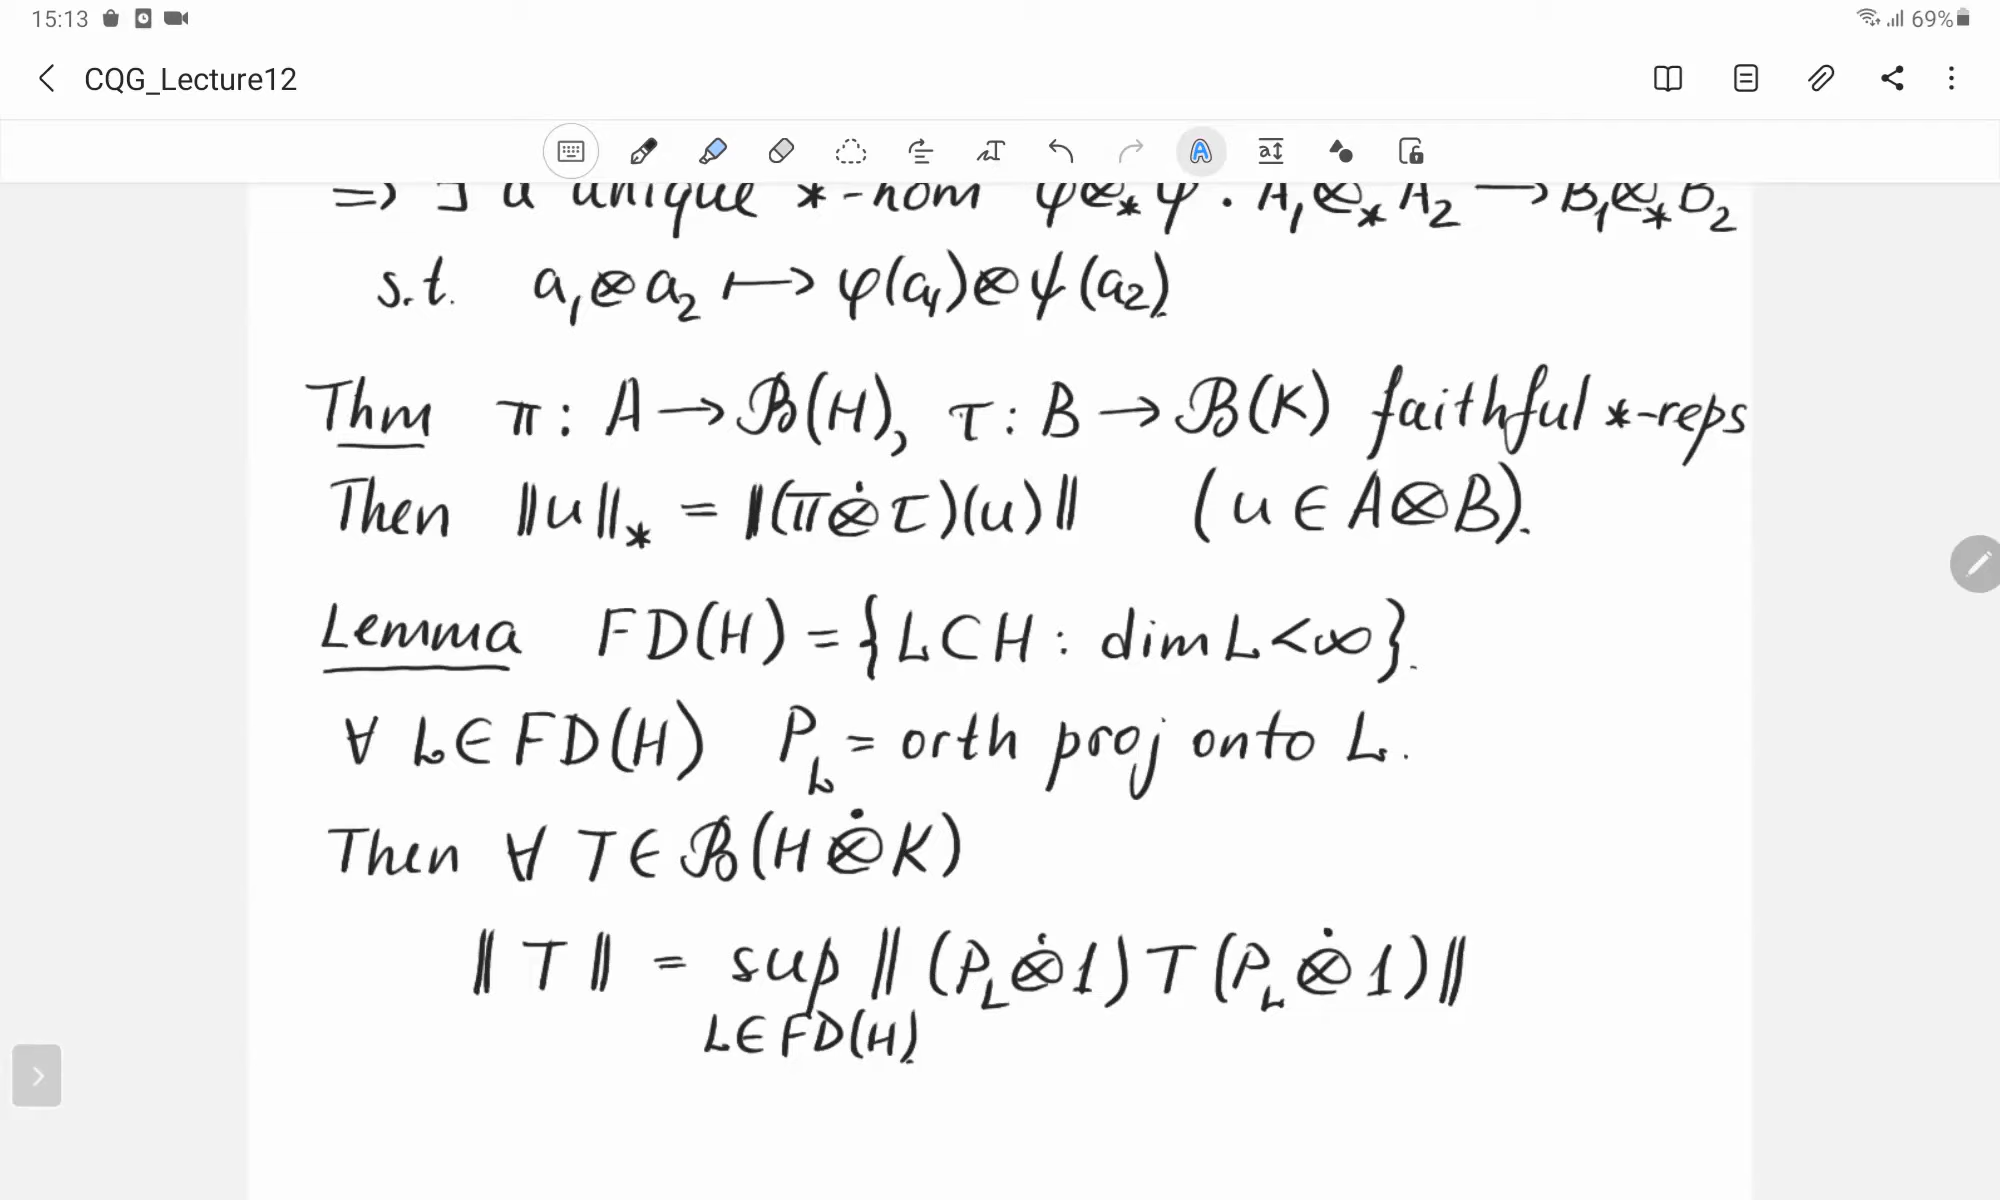 15:13 69%
CQG_Lecture12
=> ∃ a unique *-hom φ⊗_*ψ : A₁⊗_*A₂ → B₁⊗_*B₂
s.t. a₁⊗a₂ ↦ φ(a₁)⊗ψ(a₂).
Thm π: A → 𝓑(H), τ: B → 𝓑(K) faithful *-reps
Then ‖u‖_* = ‖(π⊗̇τ)(u)‖ (u ∈ A⊗B).
Lemma FD(H) = {L⊂H : dim L < ∞}.
∀ L∈FD(H) P_L = orth proj onto L.
Then ∀ T∈𝓑(H⊗̇K)
‖T‖ = sup ‖(P_L⊗̇1)T(P_L⊗̇1)‖
L∈FD(H).